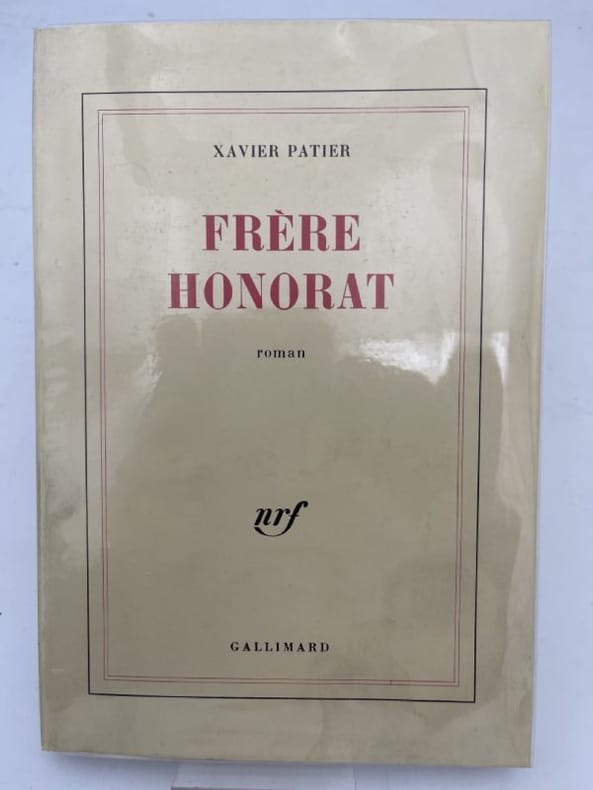 XAVIER PATIER
FRÈRE
HONORAT
roman
nrf
GALLIMARD